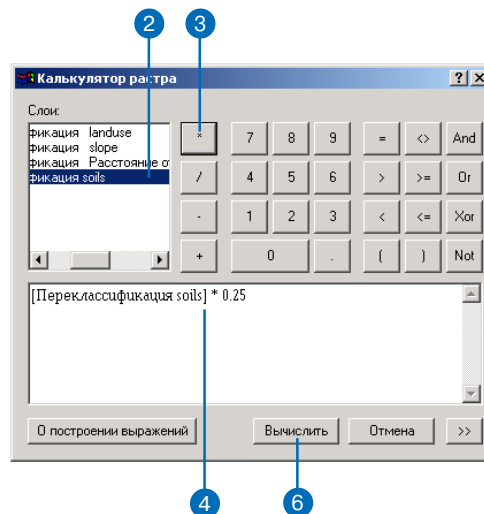 2 3
Калькулятор растра
Слои:
фикация landuse
фикация slope
фикация Расстояние о
фикация soils
* 7 8 9 = <> And
/ 4 5 6 > >= Or
- 1 2 3 < <= Xor
+ 0 . ( ) Not
[Переклассификация soils] * 0.25
О построении выражений Вычислить Отмена >>
4 6